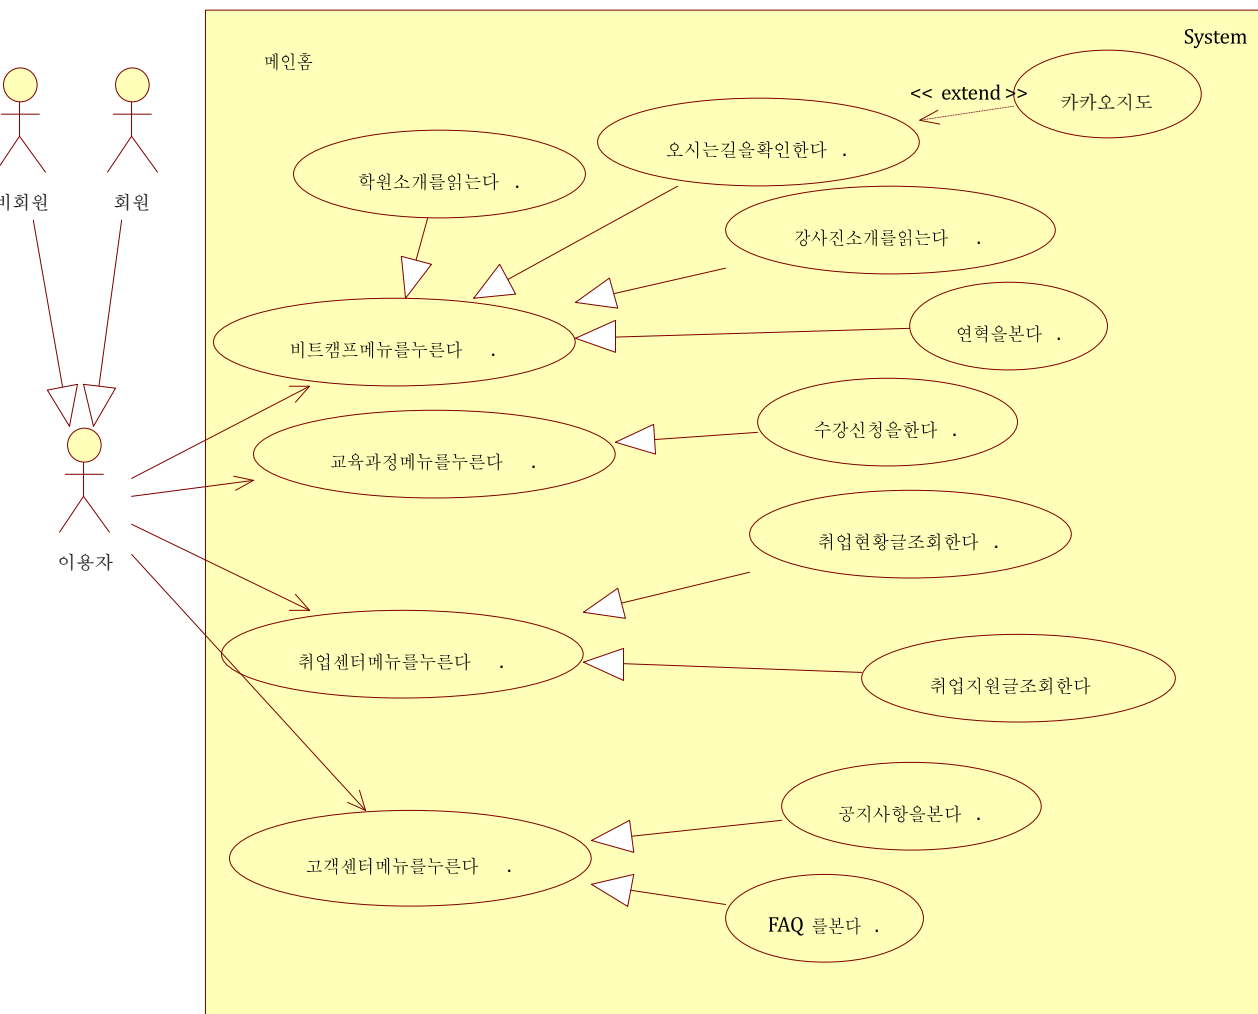 System
메인홈
<< extend >>
카카오지도
오시는길을확인한다 .
학원소개를읽는다 .
비회원
회원
강사진소개를읽는다 .
연혁을본다 .
비트캠프메뉴를누른다 .
수강신청을한다 .
교육과정메뉴를누른다 .
취업현황글조회한다 .
이용자
취업센터메뉴를누른다 .
취업지원글조회한다
공지사항을본다 .
고객센터메뉴를누른다 .
FAQ 를본다 .